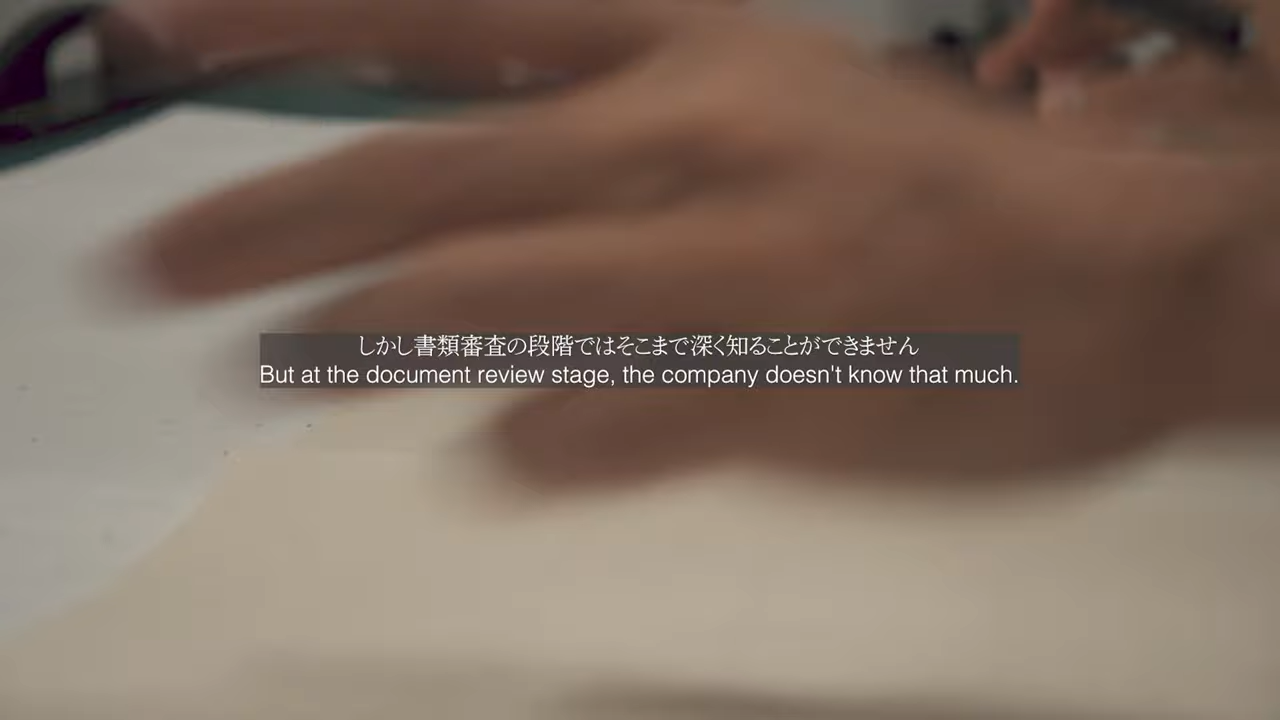 しかし書類審査の段階ではそこまで深く知ることができません
But at the document review stage, the company doesn't know that much.